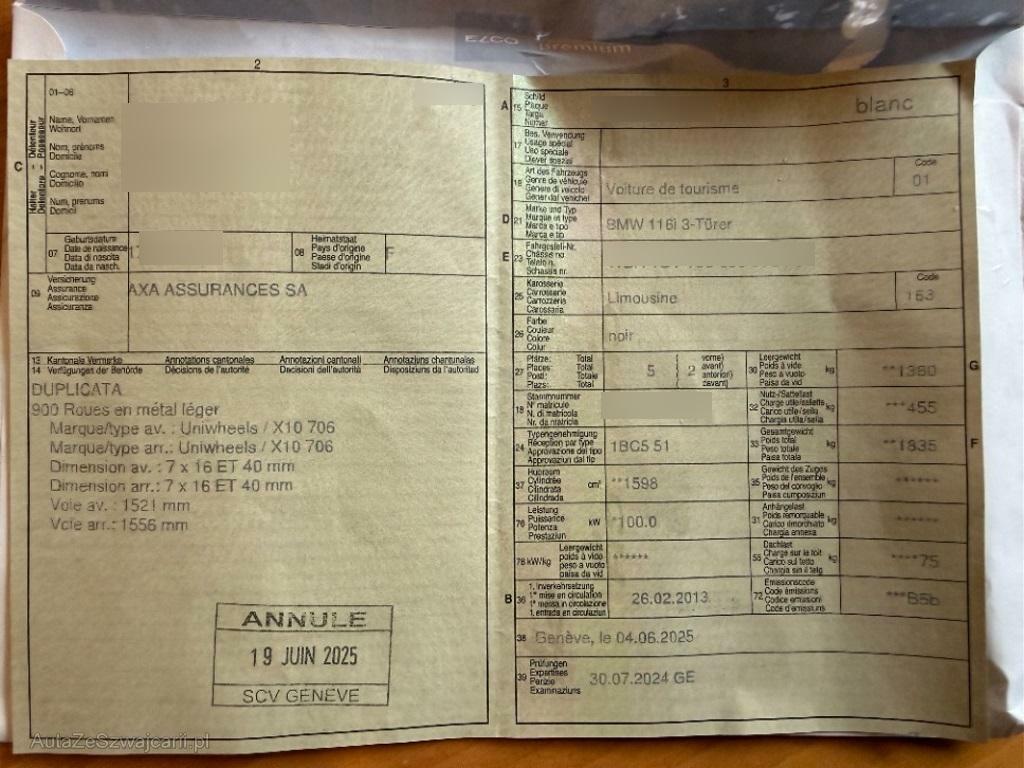 ELCO premium
2
01–06
Name, Vornamen
Wohnort
Nom, prénoms
Domicile
Cognome, nomi
Domicilio
Num, prenums
Domicil
C
07 Geburtsdatum
Date de naissance
Data di nascita
Data da nasch.
08 Heimatstaat
Pays d'origine
Paese d'origine
Stadi d'origin
F
09 Versicherung
Assurance
Assicurazione
Assicuranza
AXA ASSURANCES SA
13 Kantonale Vermerke Annotations cantonales Annotazioni cantonali Annotaziuns chantunalas
14 Verfügungen der Behörde Décisions de l'autorité Decisioni dell'autorità Disposiziuns da l'autoritad
DUPLICATA
900 Roues en métal léger
Marque/type av. : Uniwheels / X10 706
Marque/type arr.: Uniwheels / X10 706
Dimension av. : 7 x 16 ET 40 mm
Dimension arr.: 7 x 16 ET 40 mm
Voie av. : 1521 mm
Voie arr.: 1556 mm
ANNULE
19 JUIN 2025
SCV GENEVE
3
A 15 Schild
Plaque
Targa
Numer
blanc
17 Bes. Verwendung
Usage spécial
Uso speciale
Diever spezial
Art des Fahrzeugs
Genre de véhicule
Genere di veicolo
Gener dal vehichel
Voiture de tourisme
Code
01
D 21 Marke und Typ
Marque et type
Marca e tipo
Marca e tip
BMW 116i 3-Türer
E 23 Fahrgestell-Nr.
Châssis no
Telaio n.
Schassis nr.
25 Karosserie
Carrosserie
Carrozzeria
Carossaria
Limousine
Code
153
26 Farbe
Couleur
Colore
Colur
noir
27 Plätze: Total
Places: Total
Posti: Totale
Plazs: Total
5
( vorne)
( 2 avant)
( anteriori)
( davant)
30 Leergewicht
Poids à vide
Peso a vuoto
Paisa da vid
kg
**1380
G
18 Stammnummer
N° matricule
N. di matricola
Nr. da matricla
32 Nutz-/Sattellast
Charge utile/sellette
Carico utile/sella
Chargia utila/sella
kg
***455
24 Typengenehmigung
Réception par type
Approvazione del tipo
Approvaziun dal tip
1BC5 51
33 Gesamtgewicht
Poids total
Peso totale
Paisa totala
kg
**1835
F
37 Hubraum
Cylindrée
Cilindrata
Cilindrada
cm³
**1598
35 Gewicht des Zuges
Poids de l'ensemble
Peso del convoglio
Paisa cumposiziun
kg
******
76 Leistung
Puissance
Potenza
Prestaziun
kW
*100.0
31 Anhängelast
Poids remorquable
Carico rimorchiato
Chargia annexa
kg
******
78 kW/kg
Leergewicht
poids à vide
peso a vuoto
paisa da vid
******
55 Dachlast
Charge sur le toit
Carico sul tetto
Chargia sin il tetg
kg
****75
B 36 1. Inverkehrsetzung
1re mise en circulation
1a messa in circolazione
1. entrada en circulaziun
26.02.2013
72 Emissionscode
Code émissions
Codice emissioni
Code d'emissiuns
***B5b
38 Genève, le 04.06.2025
39 Prüfungen
Expertises
Perizie
Examinaziuns
30.07.2024 GE
AutaZeSzwajcarii.pl